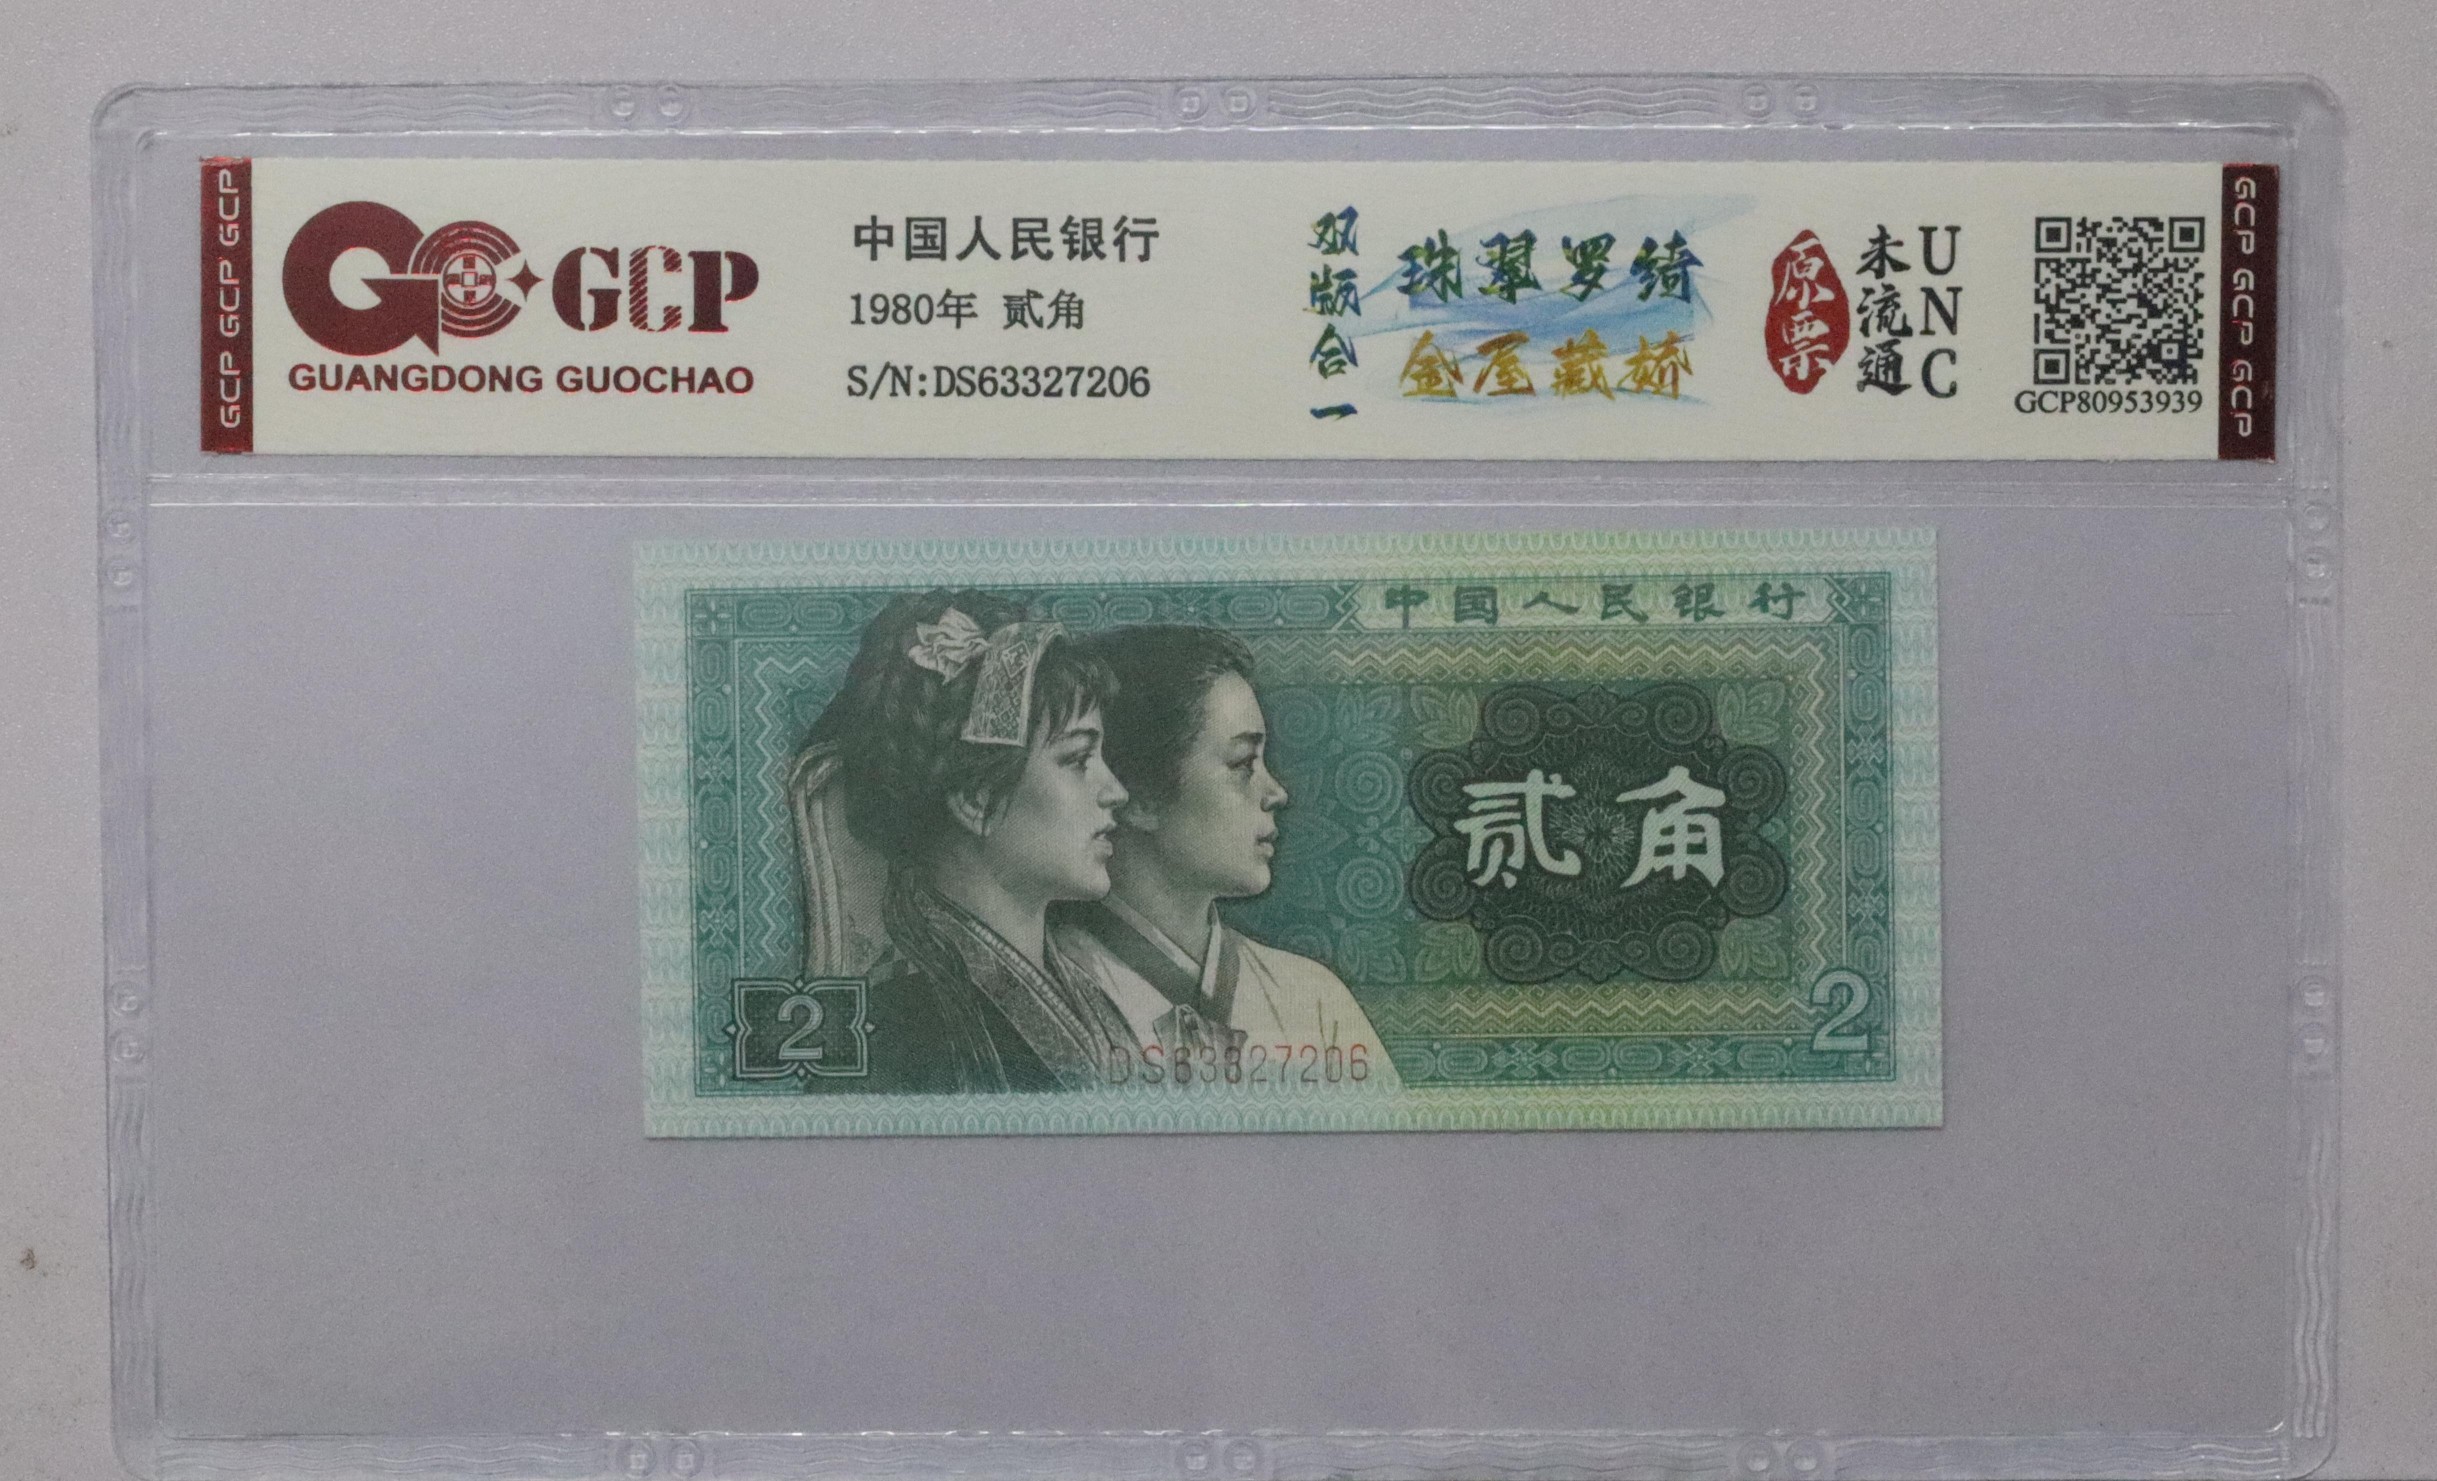 GCP GCP GCP
GCP
GUANGDONG GUOCHAO
中国人民银行
1980年 贰角
S/N:DS63327206
双版合一
珠翠罗绮
金屋藏娇
原票
未流通
UNC
GCP80953939
GCP GCP GCP
中国人民银行
贰角
2
2
DS63327206